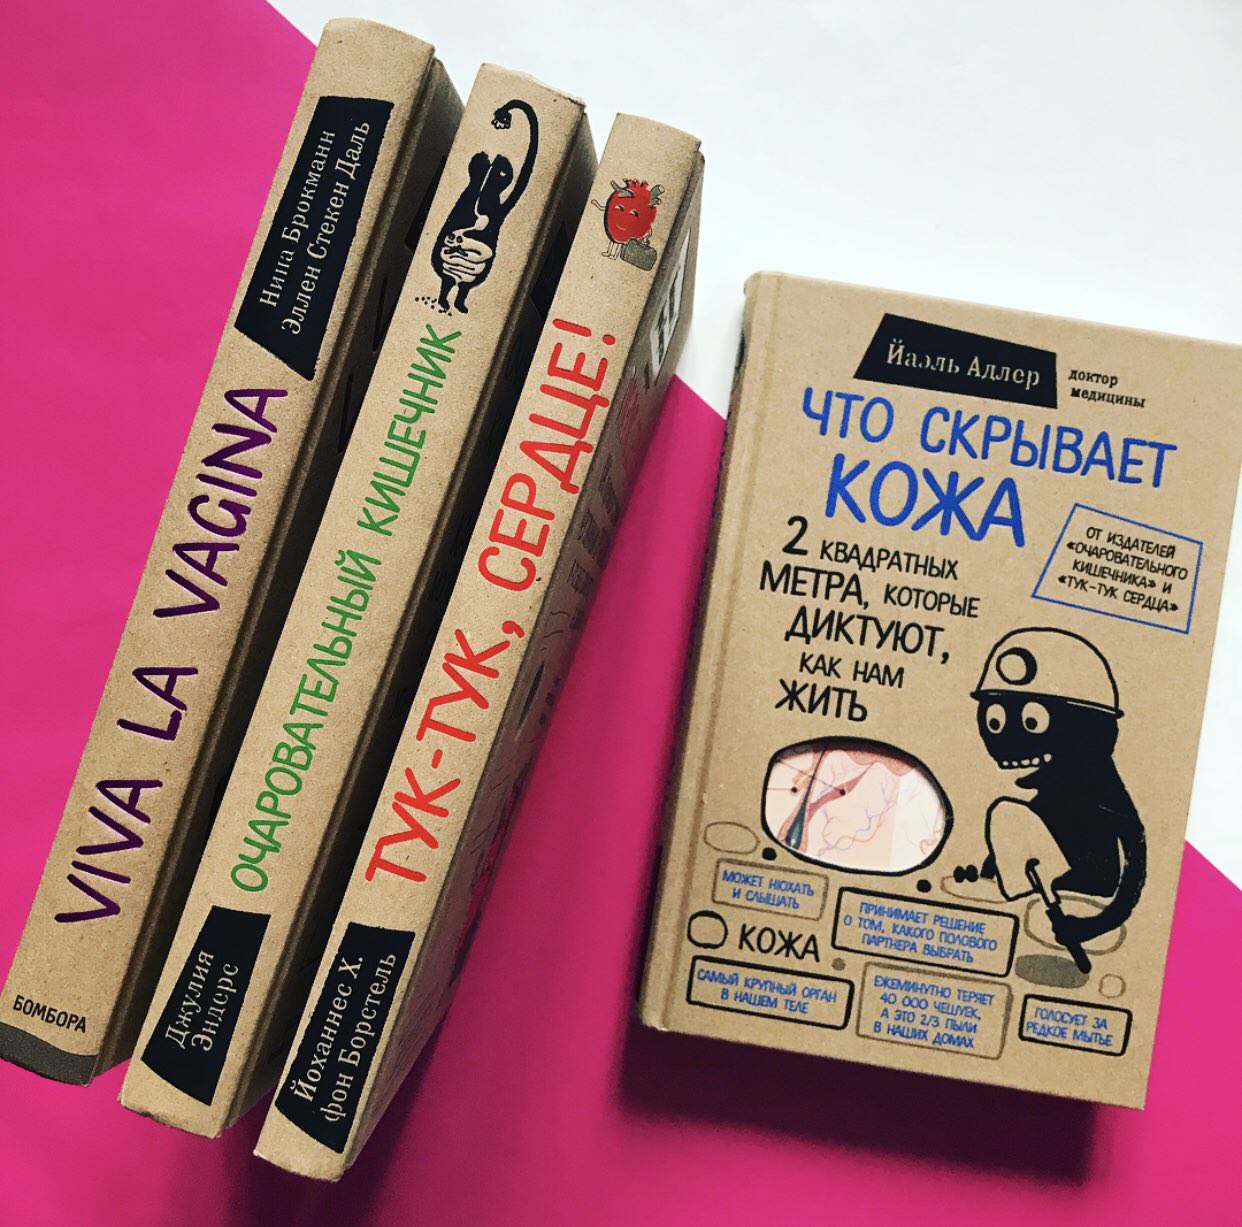 Нина Брокманн
Эллен Стекен Даль
VIVA LA VAGINA
БОМБОРА
ОЧАРОВАТЕЛЬНЫЙ КИШЕЧНИК
Джулия
Эндерс
ТУК-ТУК, СЕРДЦЕ!
Йоханнес Х.
фон Борстель
Йаэль Адлер
доктор
медицины
ЧТО СКРЫВАЕТ
КОЖА
2 КВАДРАТНЫХ
МЕТРА, КОТОРЫЕ
ДИКТУЮТ,
КАК НАМ
ЖИТЬ
ОТ ИЗДАТЕЛЕЙ
«ОЧАРОВАТЕЛЬНОГО
КИШЕЧНИКА» И
«ТУК-ТУК СЕРДЦА»
МОЖЕТ НЮХАТЬ
И СЛЫШАТЬ
ПРИНИМАЕТ РЕШЕНИЕ
О ТОМ, КАКОГО ПОЛОВОГО
ПАРТНЕРА ВЫБРАТЬ
КОЖА
САМЫЙ КРУПНЫЙ ОРГАН
В НАШЕМ ТЕЛЕ
ЕЖЕМИНУТНО ТЕРЯЕТ
40 000 ЧЕШУЕК,
А ЭТО 2/3 ПЫЛИ
В НАШИХ ДОМАХ
ГОЛОСУЕТ ЗА
РЕДКОЕ МЫТЬЕ